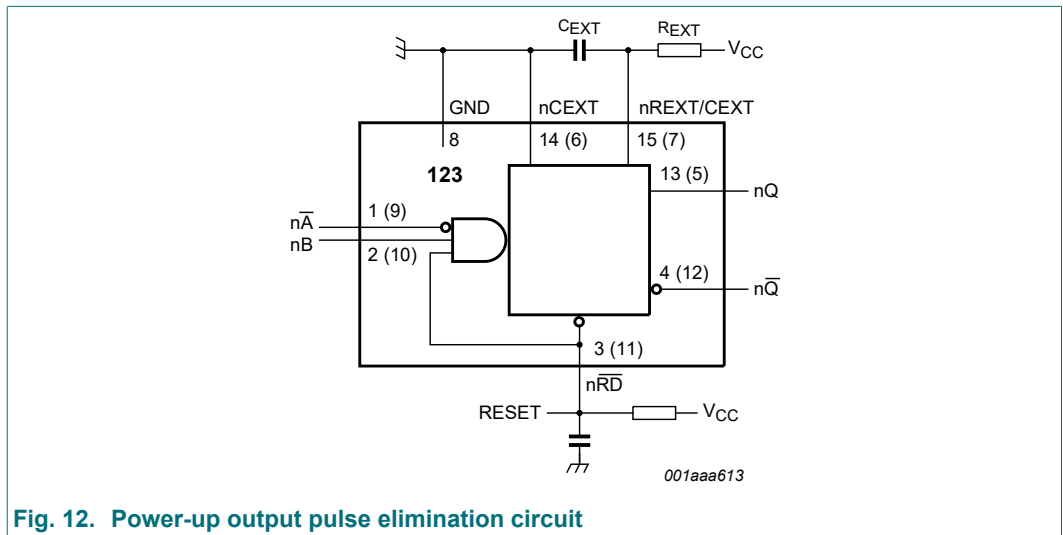 CEXT REXT
VCC
GND nCEXT nREXT/CEXT
8 14 (6) 15 (7)
123
13 (5) nQ
1 (9)
nA̅
nB
2 (10)
4 (12) nQ̅
3 (11)
nR̅D̅
RESET VCC
001aaa613
Fig. 12. Power-up output pulse elimination circuit